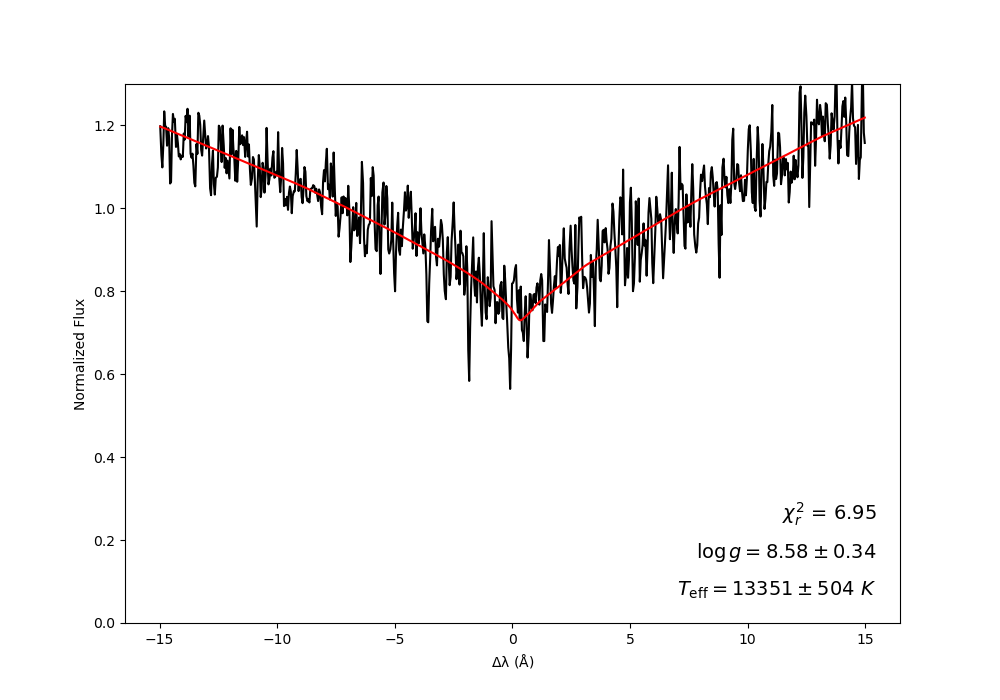 1.2
1.0
0.8
0.6
0.4
0.2
0.0
Normalized Flux
χ²ᵣ = 6.95
log g = 8.58 ± 0.34
T_eff = 13351 ± 504 K
−15 −10 −5 0 5 10 15
Δλ (Å)